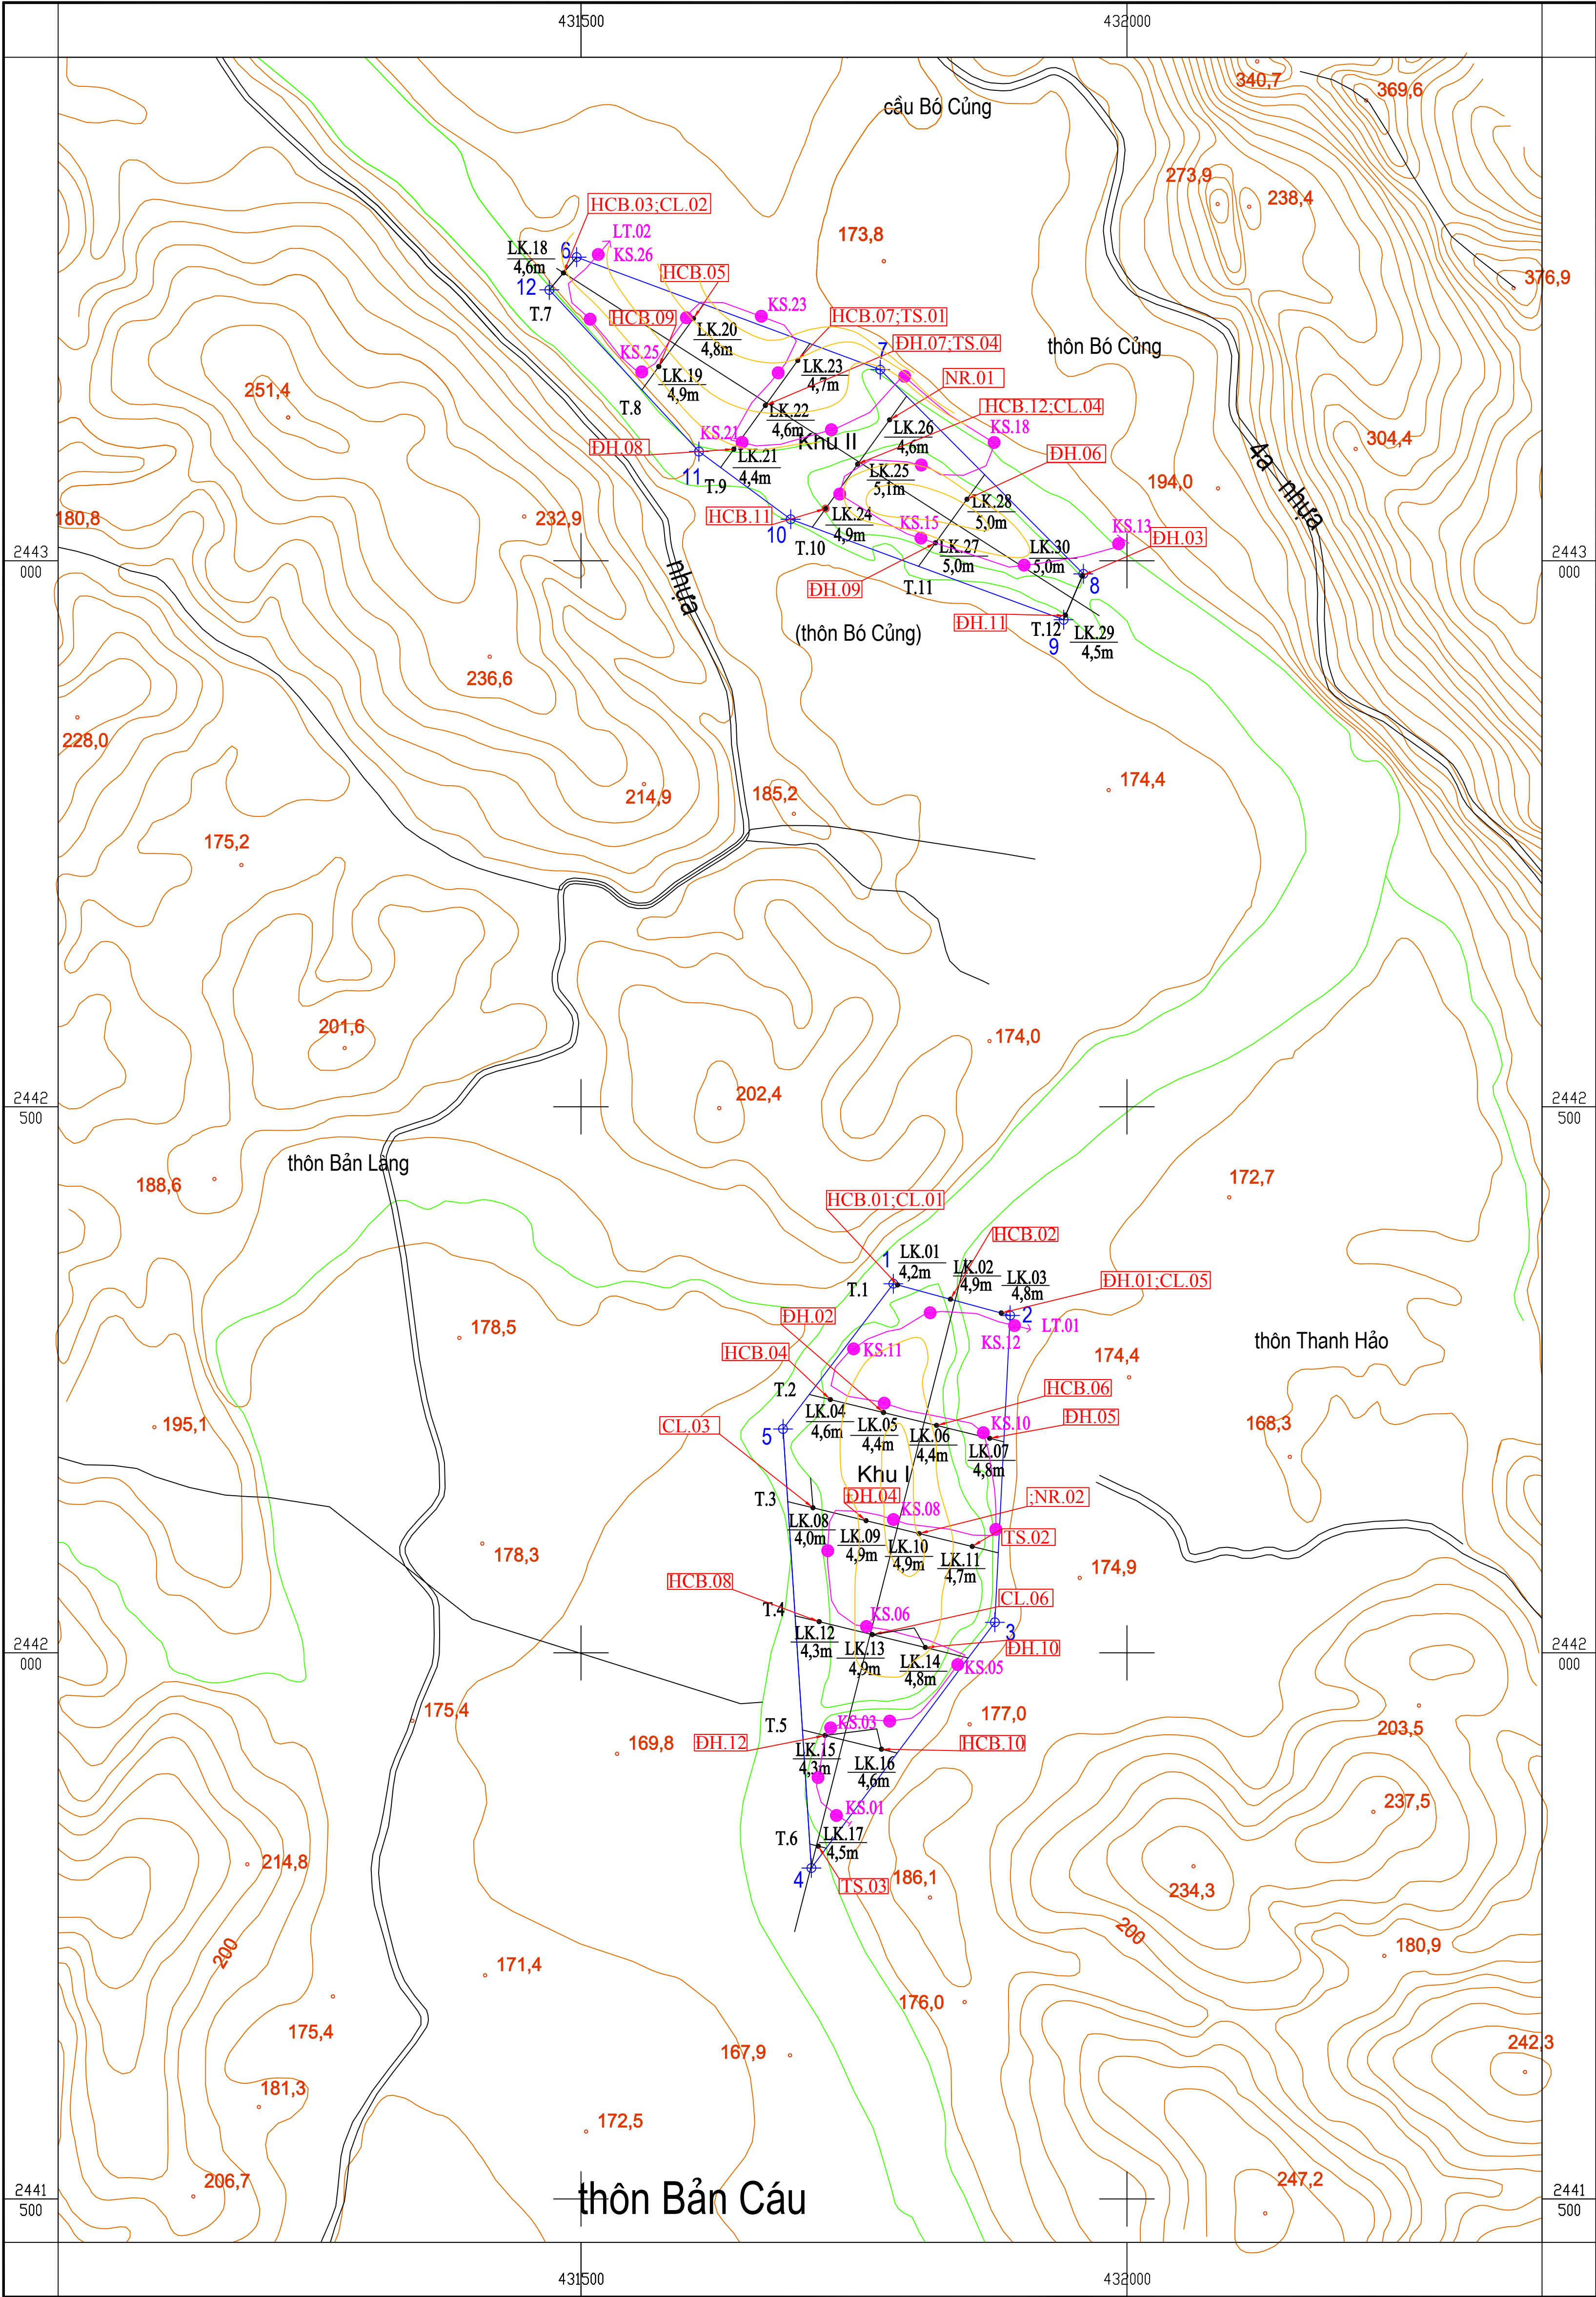 431500
432000
cầu Bó Củng
340,7
369,6
273,9
238,4
HCB.03;CL.02
LT.02
173,8
LK.18
4,6m
6
KS.26
HCB.05
376,9
12
T.7
HCB.09
KS.23
HCB.07;TS.01
LK.20
4,8m
ĐH.07;TS.04
thôn Bó Củng
KS.25
7
LK.23
4,7m
LK.19
4,9m
NR.01
251,4
T.8
LK.22
4,6m
HCB.12;CL.04
KS.21
Khu II
LK.26
4,6m
KS.18
304,4
ĐH.08
LK.21
4,4m
ĐH.06
11
LK.25
5,1m
4a nhựa
T.9
194,0
LK.28
5,0m
180,8
232,9
HCB.11
LK.24
4,9m
10
KS.15
KS.13
T.10
LK.27
5,0m
LK.30
5,0m
ĐH.03
2443
000
2443
000
nhựa
8
ĐH.09
T.11
(thôn Bó Củng)
ĐH.11
T.12
9
LK.29
4,5m
236,6
228,0
214,9
185,2
174,4
175,2
201,6
174,0
202,4
2442
500
2442
500
thôn Bản Làng
188,6
172,7
HCB.01;CL.01
HCB.02
1
LK.01
4,2m
LK.02
4,9m
LK.03
4,8m
ĐH.01;CL.05
T.1
ĐH.02
2
LT.01
178,5
KS.12
thôn Thanh Hảo
HCB.04
KS.11
174,4
T.2
HCB.06
LK.04
4,6m
LK.05
4,4m
LK.06
4,4m
KS.10
ĐH.05
CL.03
195,1
168,3
5
LK.07
4,8m
Khu I
T.3
ĐH.04
;NR.02
KS.08
LK.08
4,0m
LK.09
4,9m
LK.10
4,9m
TS.02
178,3
LK.11
4,7m
174,9
HCB.08
CL.06
T.4
KS.06
3
LK.12
4,3m
LK.13
4,9m
LK.14
4,8m
ĐH.10
2442
000
2442
000
KS.05
175,4
T.5
KS.03
177,0
203,5
169,8
ĐH.12
HCB.10
LK.15
4,3m
LK.16
4,6m
KS.01
237,5
T.6
LK.17
4,5m
214,8
4
TS.03
186,1
234,3
200
200
180,9
171,4
176,0
175,4
167,9
242,3
181,3
172,5
206,7
247,2
2441
500
thôn Bản Cáu
2441
500
431500
432000